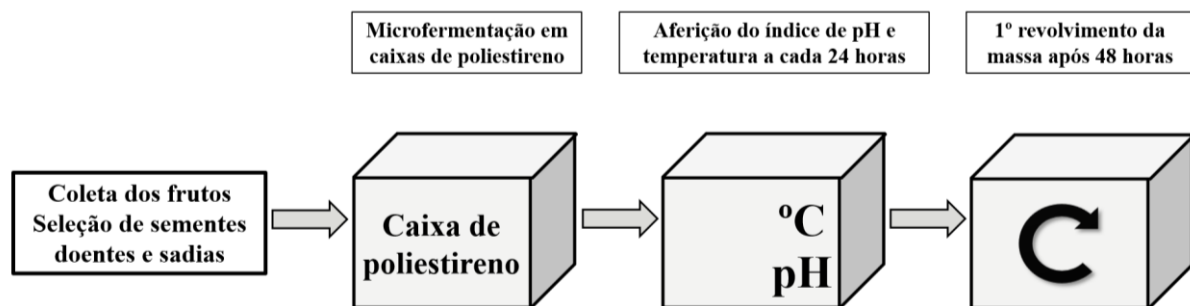 Microfermentação em
caixas de poliestireno
Aferição do índice de pH e
temperatura a cada 24 horas
1º revolvimento da
massa após 48 horas
Coleta dos frutos
Seleção de sementes
doentes e sadias
Caixa de
poliestireno
ºC
pH